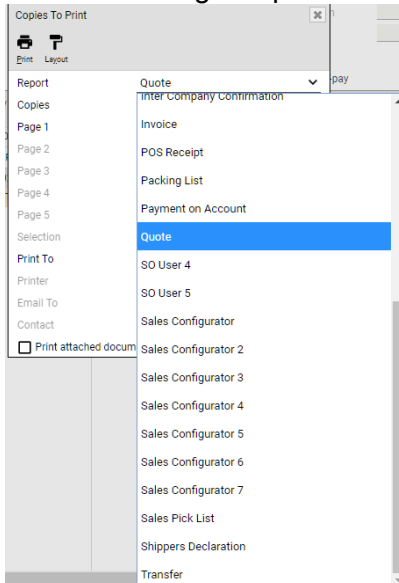 Copies To Print
Print Layout
Report Quote
Copies
Page 1
Page 2
Page 3
Page 4
Page 5
Selection
Print To
Printer
Email To
Contact
Print attached docum
Inter Company Confirmation
Invoice
POS Receipt
Packing List
Payment on Account
Quote
SO User 4
SO User 5
Sales Configurator
Sales Configurator 2
Sales Configurator 3
Sales Configurator 4
Sales Configurator 5
Sales Configurator 6
Sales Configurator 7
Sales Pick List
Shippers Declaration
Transfer
-pay